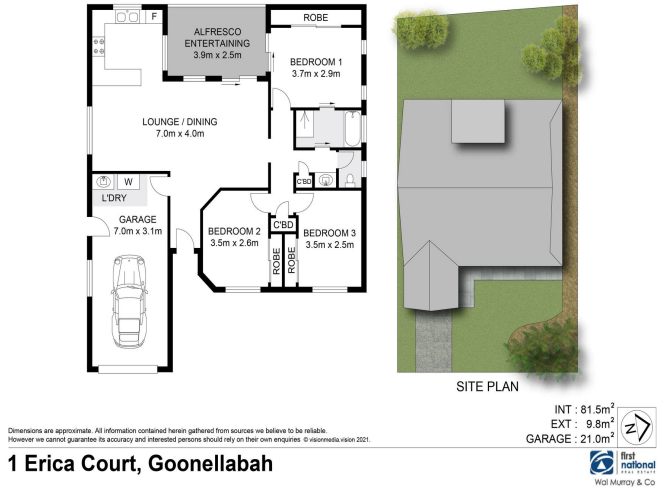 F
ALFRESCO
ENTERTAINING
3.9m x 2.5m
ROBE
BEDROOM 1
3.7m x 2.9m
LOUNGE / DINING
7.0m x 4.0m
C'BD
W
L'DRY
GARAGE
7.0m x 3.1m
BEDROOM 2
3.5m x 2.6m
C'BD
BEDROOM 3
3.5m x 2.5m
ROBE
ROBE
SITE PLAN
INT : 81.5m²
EXT : 9.8m²
GARAGE : 21.0m²
N
Dimensions are approximate. All information contained herein gathered from sources we believe to be reliable.
However we cannot guarantee its accuracy and interested persons should rely on their own enquiries © visionmedia.vision 2021.
1 Erica Court, Goonellabah
first
national
REAL ESTATE
Wal Murray & Co